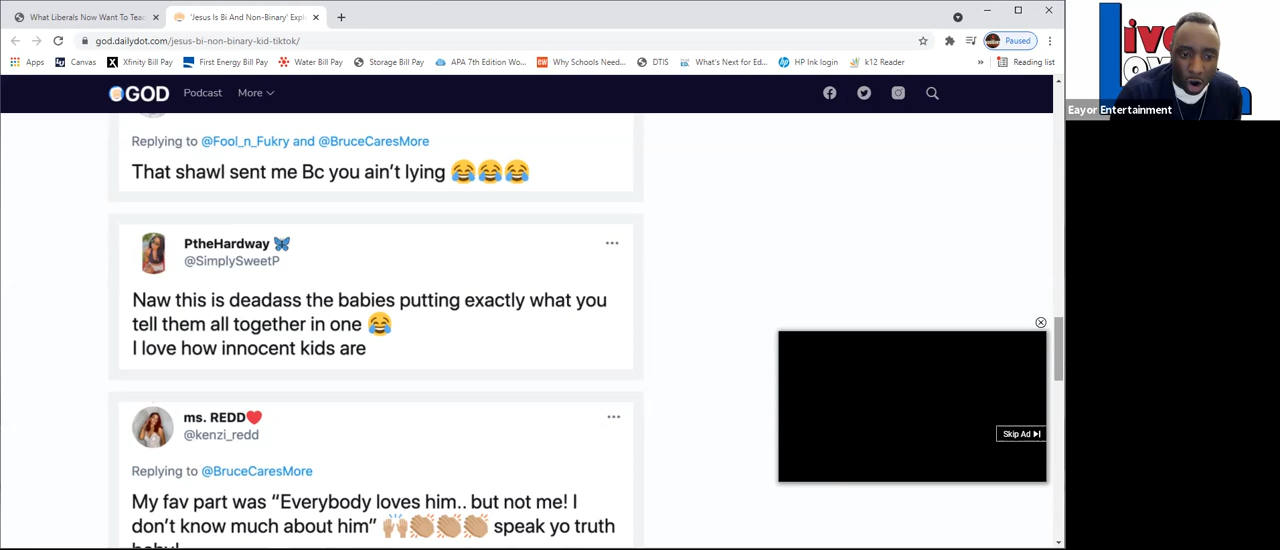 What Liberals Now Want To Teac
'Jesus Is Bi And Non-Binary' Expl
god.dailydot.com/jesus-bi-non-binary-kid-tiktok/
Paused
Apps
Canvas
Xfinity Bill Pay
First Energy Bill Pay
Water Bill Pay
Storage Bill Pay
APA 7th Edition Wo...
Why Schools Need...
DTIS
What's Next for Ed...
HP Ink login
k12 Reader
»
Reading list
GOD
Podcast
More
Replying to @Fool_n_Fukry and @BruceCaresMore
That shawl sent me Bc you ain't lying 😂😂😂
PtheHardway 🦋
@SimplySweetP
Naw this is deadass the babies putting exactly what you
tell them all together in one 😂
I love how innocent kids are
ms. REDD❤️
@kenzi_redd
Replying to @BruceCaresMore
My fav part was “Everybody loves him.. but not me! I
don't know much about him” 🙌🏼👏🏼👏🏼👏🏼 speak yo truth
Skip Ad
Eayor Entertainment